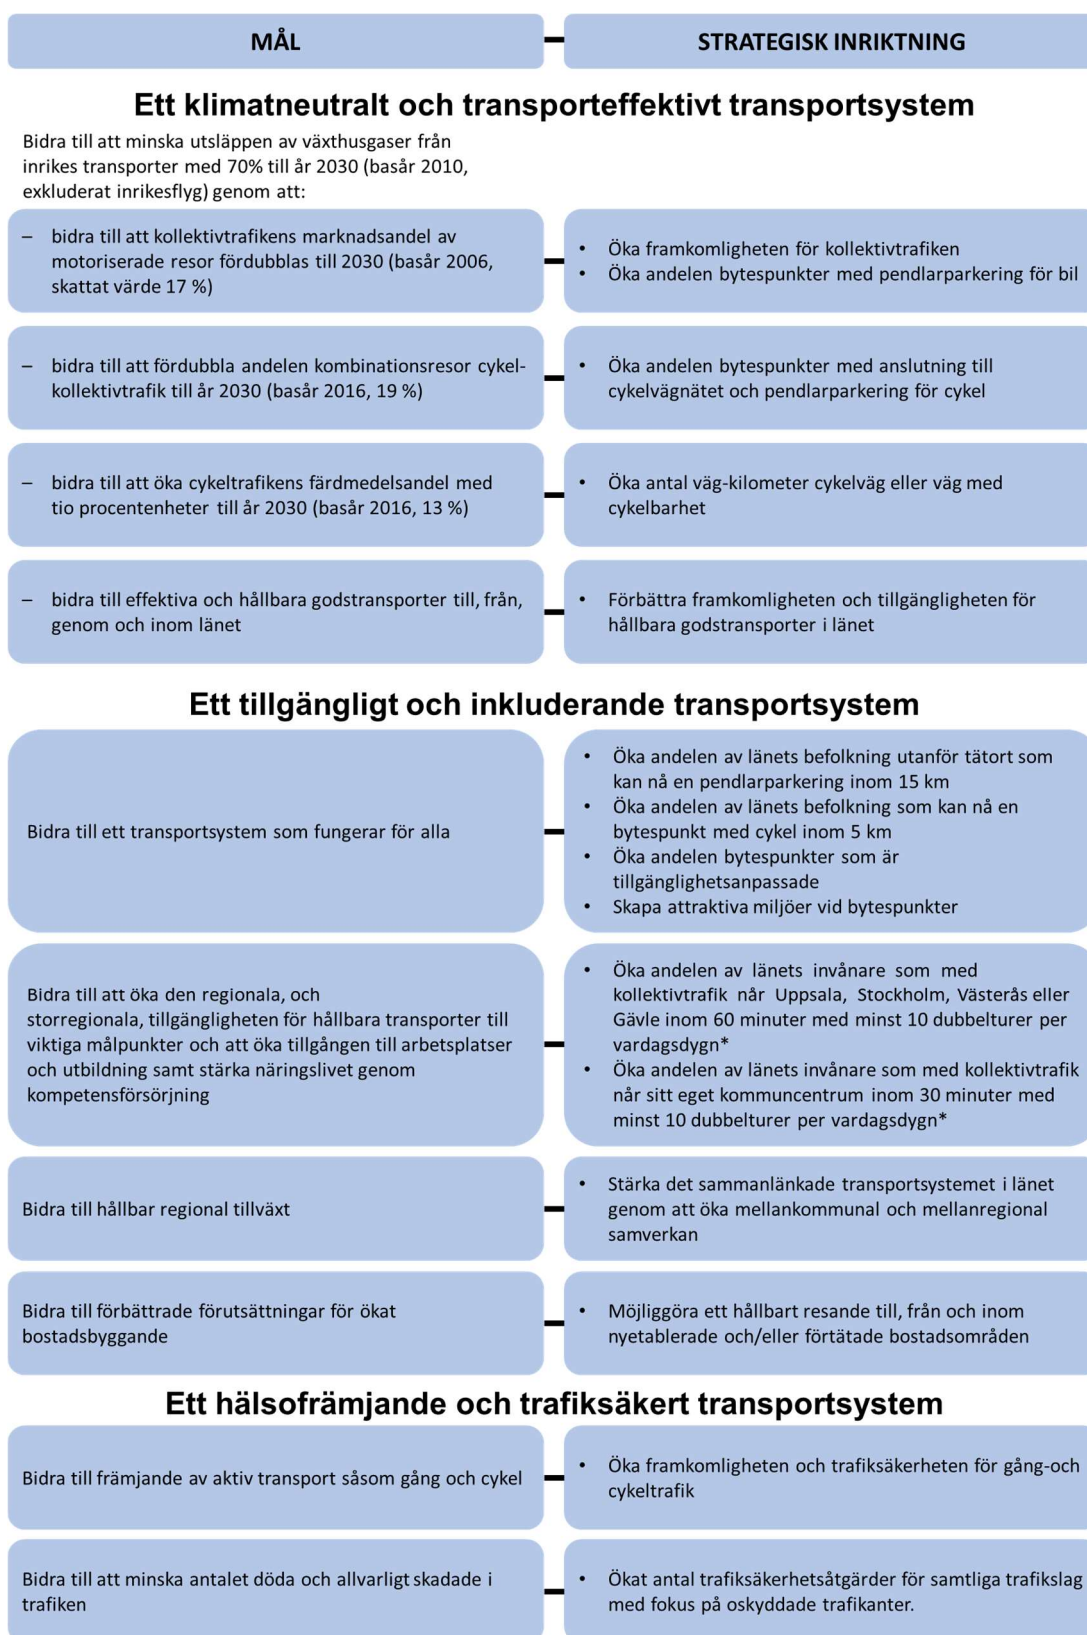 MÅL
STRATEGISK INRIKTNING
Ett klimatneutralt och transporteffektivt transportsystem
Bidra till att minska utsläppen av växthusgaser från
inrikes transporter med 70% till år 2030 (basår 2010,
exkluderat inrikesflyg) genom att:
– bidra till att kollektivtrafikens marknadsandel av
motoriserade resor fördubblas till 2030 (basår 2006,
skattat värde 17 %)
• Öka framkomligheten för kollektivtrafiken
• Öka andelen bytespunkter med pendlarparkering för bil
– bidra till att fördubbla andelen kombinationsresor cykel-
kollektivtrafik till år 2030 (basår 2016, 19 %)
• Öka andelen bytespunkter med anslutning till
cykelvägnätet och pendlarparkering för cykel
– bidra till att öka cykeltrafikens färdmedelsandel med
tio procentenheter till år 2030 (basår 2016, 13 %)
• Öka antal väg-kilometer cykelväg eller väg med
cykelbarhet
– bidra till effektiva och hållbara godstransporter till, från,
genom och inom länet
• Förbättra framkomligheten och tillgängligheten för
hållbara godstransporter i länet
Ett tillgängligt och inkluderande transportsystem
Bidra till ett transportsystem som fungerar för alla
• Öka andelen av länets befolkning utanför tätort som
kan nå en pendlarparkering inom 15 km
• Öka andelen av länets befolkning som kan nå en
bytespunkt med cykel inom 5 km
• Öka andelen bytespunkter som är
tillgänglighetsanpassade
• Skapa attraktiva miljöer vid bytespunkter
Bidra till att öka den regionala, och
storregionala, tillgängligheten för hållbara transporter till
viktiga målpunkter och att öka tillgången till arbetsplatser
och utbildning samt stärka näringslivet genom
kompetensförsörjning
• Öka andelen av länets invånare som med
kollektivtrafik når Uppsala, Stockholm, Västerås eller
Gävle inom 60 minuter med minst 10 dubbelturer per
vardagsdygn*
• Öka andelen av länets invånare som med kollektivtrafik
når sitt eget kommuncentrum inom 30 minuter med
minst 10 dubbelturer per vardagsdygn*
Bidra till hållbar regional tillväxt
• Stärka det sammanlänkade transportsystemet i länet
genom att öka mellankommunal och mellanregional
samverkan
Bidra till förbättrade förutsättningar för ökat
bostadsbyggande
• Möjliggöra ett hållbart resande till, från och inom
nyetablerade och/eller förtätade bostadsområden
Ett hälsofrämjande och trafiksäkert transportsystem
Bidra till främjande av aktiv transport såsom gång och cykel
• Öka framkomligheten och trafiksäkerheten för gång-och
cykeltrafik
Bidra till att minska antalet döda och allvarligt skadade i
trafiken
• Ökat antal trafiksäkerhetsåtgärder för samtliga trafikslag
med fokus på oskyddade trafikanter.